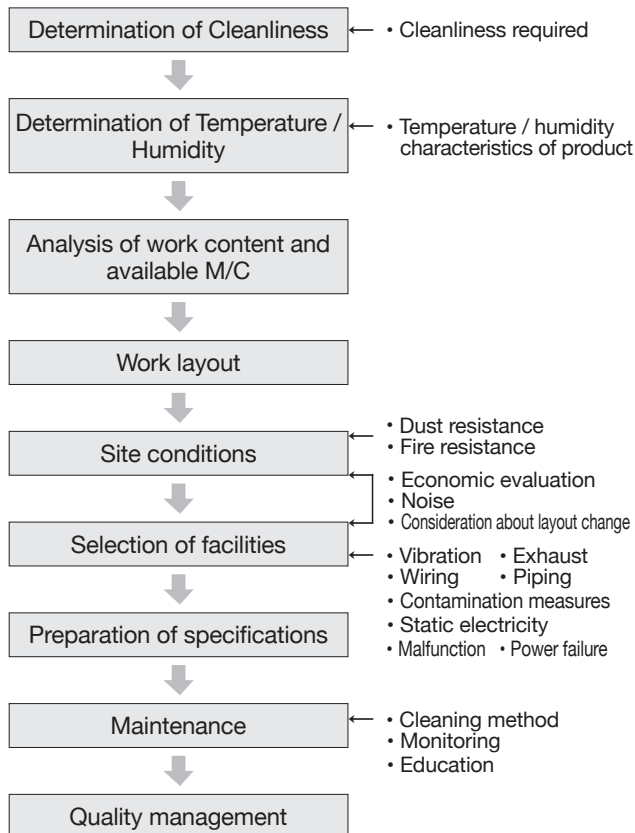 Determination of Cleanliness
• Cleanliness required
Determination of Temperature /
Humidity
• Temperature / humidity
characteristics of product
Analysis of work content and
available M/C
Work layout
Site conditions
• Dust resistance
• Fire resistance
• Economic evaluation
• Noise
• Consideration about layout change
Selection of facilities
• Vibration • Exhaust
• Wiring • Piping
• Contamination measures
• Static electricity
• Malfunction • Power failure
Preparation of specifications
Maintenance
• Cleaning method
• Monitoring
• Education
Quality management